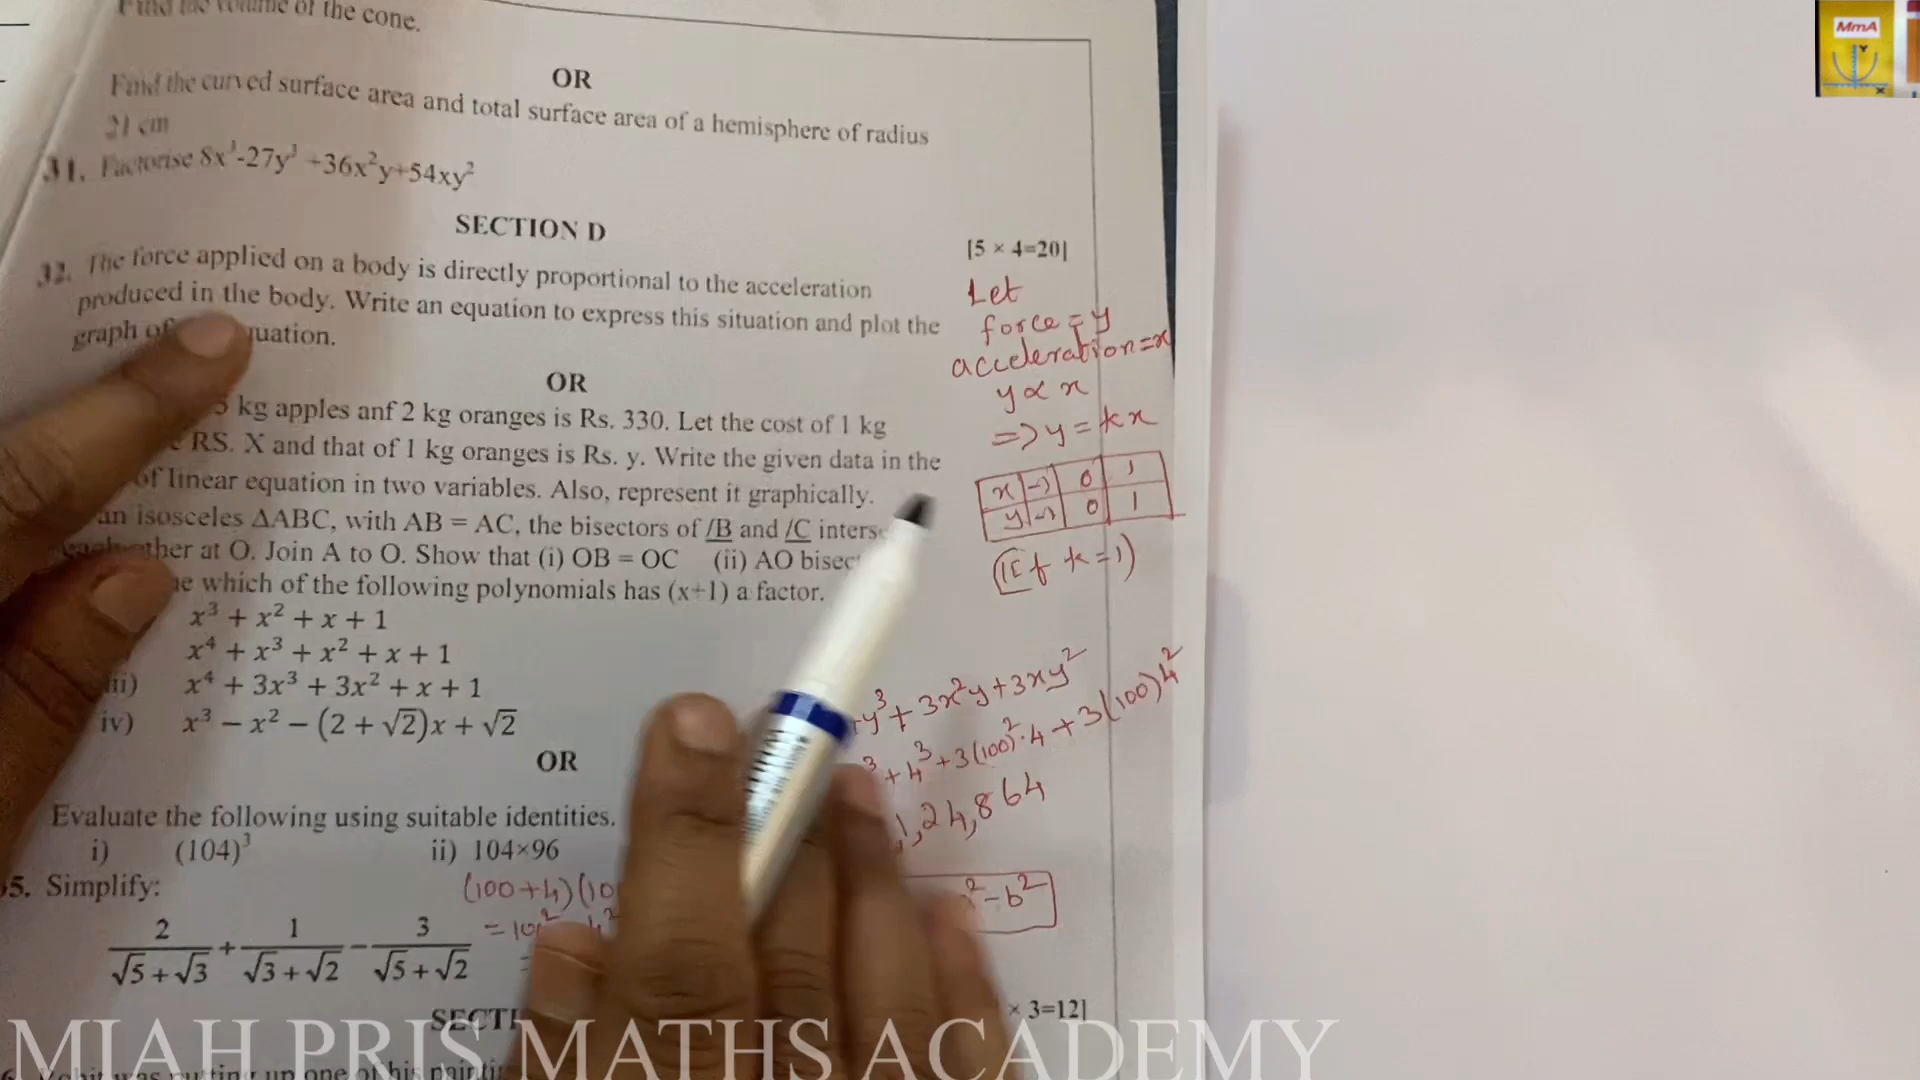 the volume of the cone.
OR
Find the curved surface area and total surface area of a hemisphere of radius
21 cm
31. Factorise 8x³-27y³ +36x²y+54xy²
SECTION D
[5 × 4=20]
32. The force applied on a body is directly proportional to the acceleration
produced in the body. Write an equation to express this situation and plot the
graph of uation.
Let
force = y
acceleration = x
y ∝ x
=> y = kx
x -1 0 1
y -1 0 1
(If k=1)
OR
kg apples anf 2 kg oranges is Rs. 330. Let the cost of 1 kg
RS. X and that of 1 kg oranges is Rs. y. Write the given data in the
of linear equation in two variables. Also, represent it graphically.
an isosceles ΔABC, with AB = AC, the bisectors of /B and /C inters
ther at O. Join A to O. Show that (i) OB = OC (ii) AO bisec
which of the following polynomials has (x+1) a factor.
x³ + x² + x + 1
x⁴ + x³ + x² + x + 1
iii) x⁴ + 3x³ + 3x² + x + 1
iv) x³ − x² − (2 + √2)x + √2
+y³ + 3x²y + 3xy²
³ + 4³ + 3(100)²·4 + 3(100)4²
1,24,864
OR
Evaluate the following using suitable identities.
i) (104)³ ii) 104×96
5. Simplify:
(100+4)(10
² - b²
2/(√5 + √3) + 1/(√3 + √2) − 3/(√5 + √2)
SECTI
× 3=12]
MIAH PRIS MATHS ACADEMY
MmA
Y
X